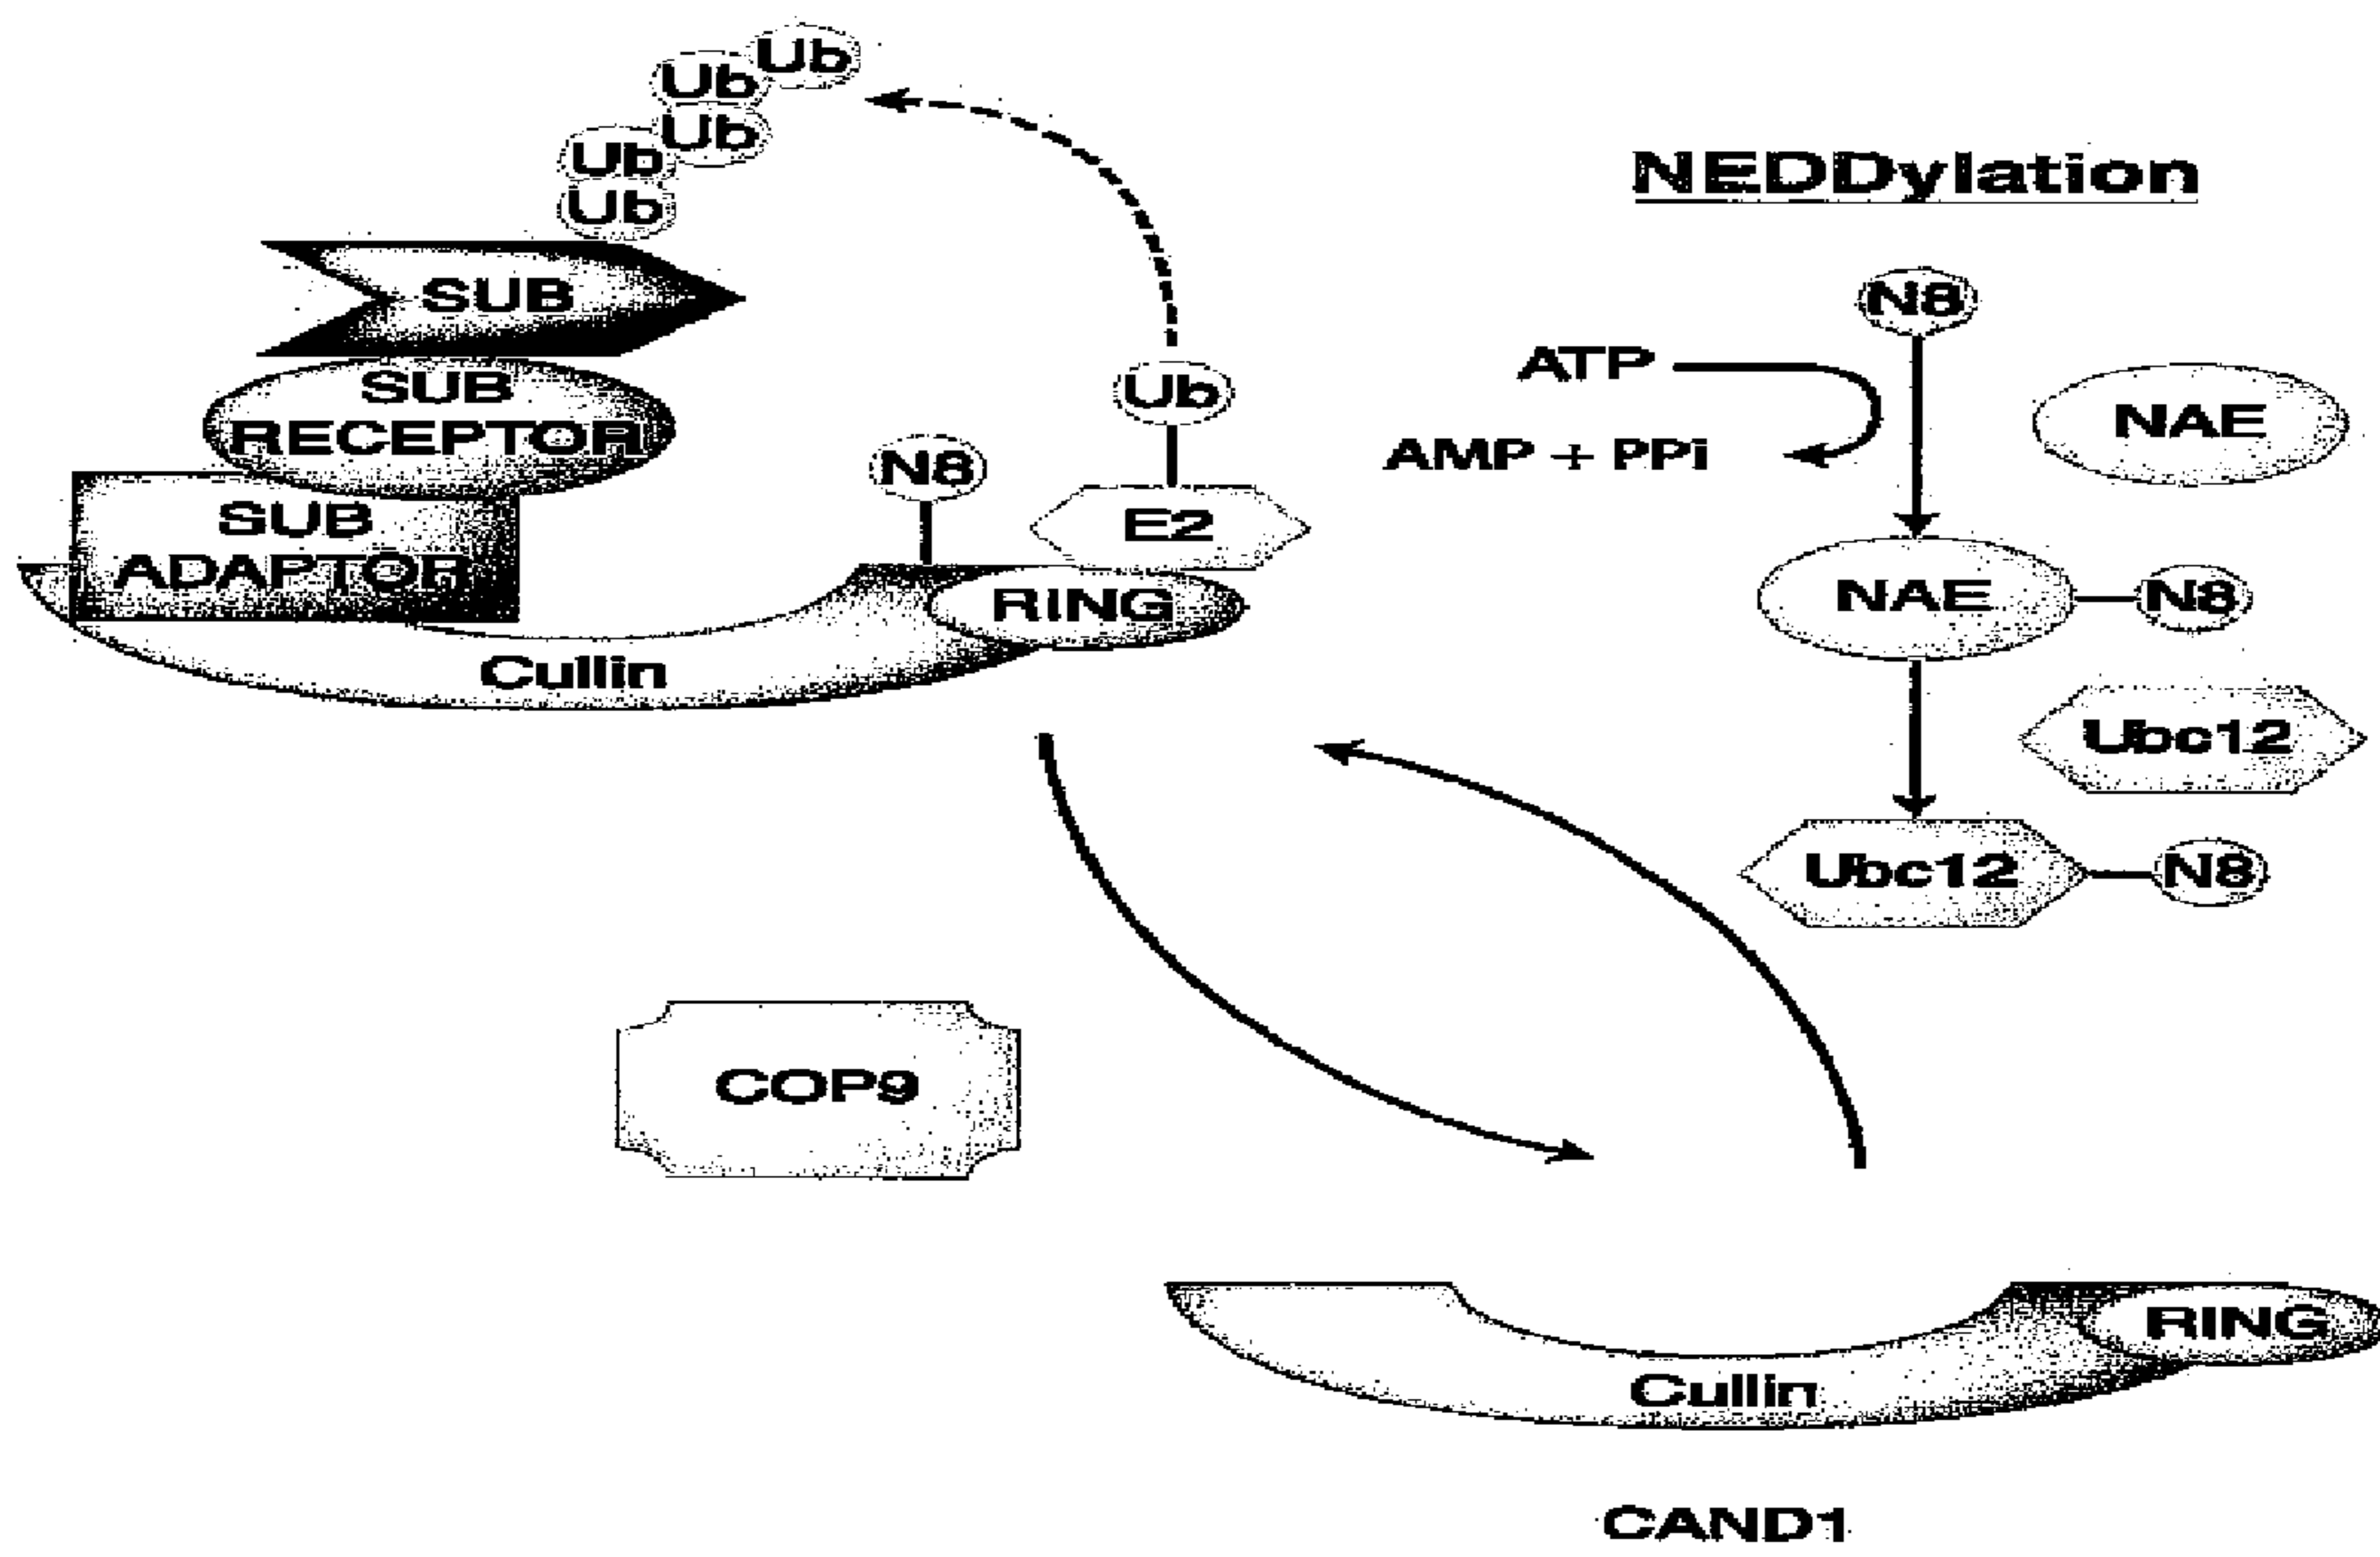 Ub
Ub
Ub
Ub
Ub
SUB
SUB
RECEPTOR
SUB
ADAPTOR
N8
Ub
E2
RING
Cullin
NEDDylation
N8
ATP
AMP + PPi
NAE
NAE
N8
Ubc12
Ubc12
N8
COP9
RING
Cullin
CAND1